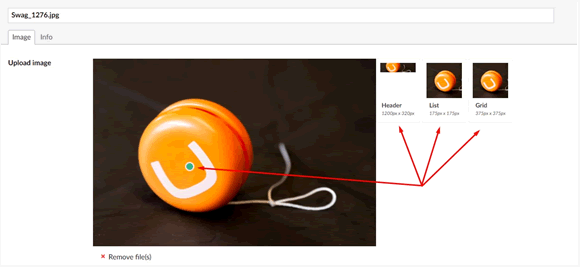 Swag_1276.jpg
Image
Info
Upload image
U
Header
1200px x 320px
List
175px x 175px
Grid
375px x 375px
Remove file(s)